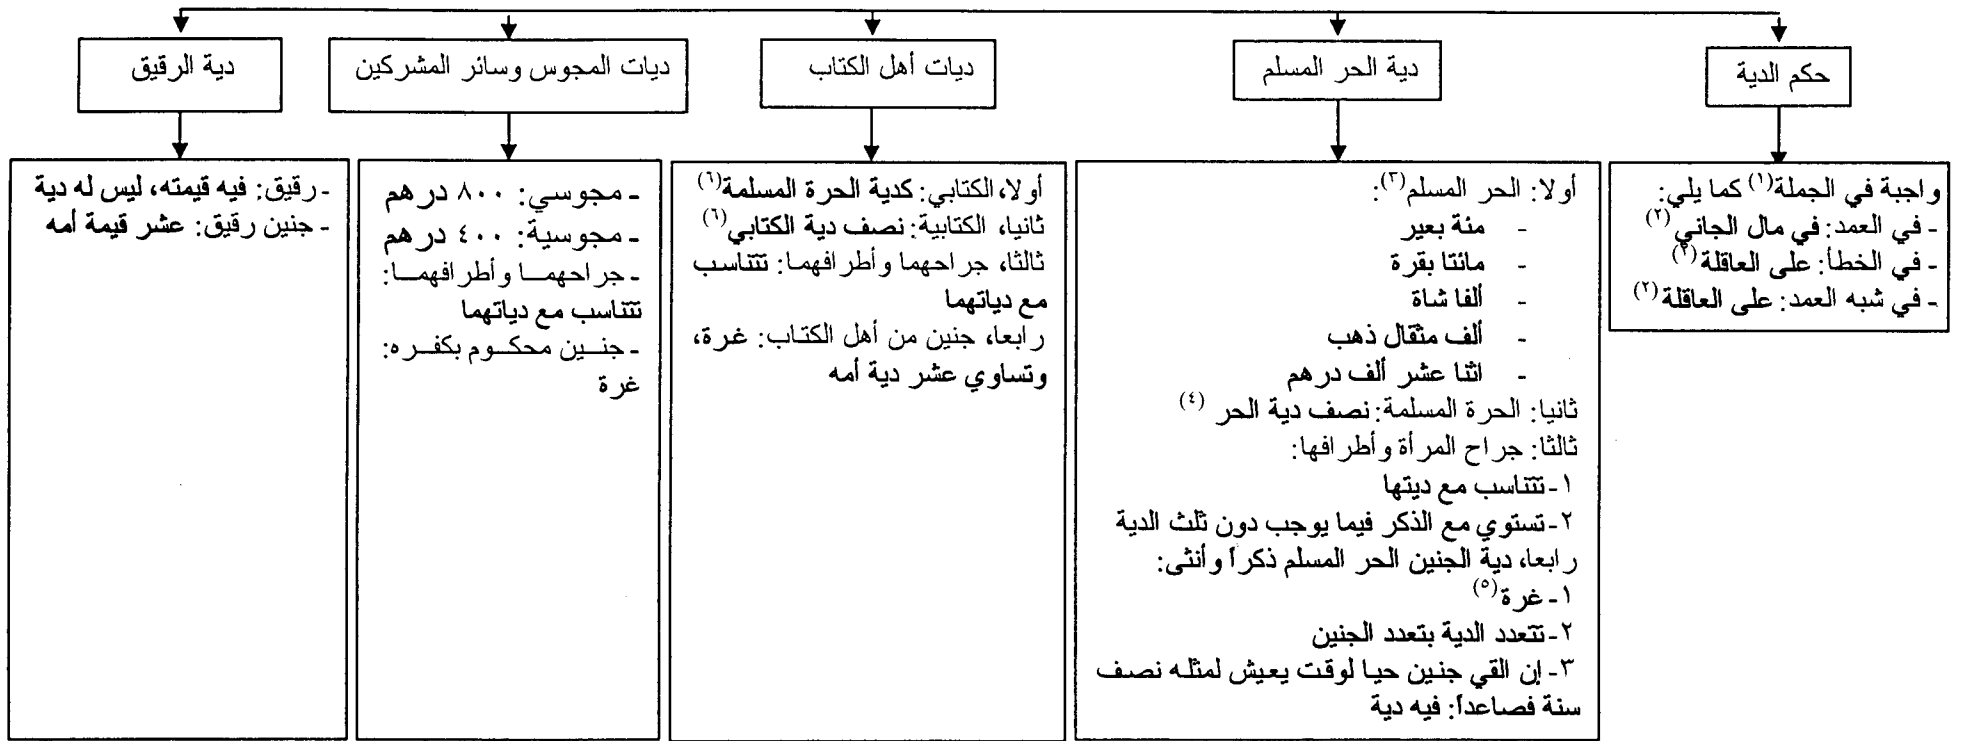 حكم الدية
واجبة في الجملة(١) كما يلي:
- في العمد: في مال الجاني(٢)
- في الخطأ: على العاقلة(٢)
- في شبه العمد: على العاقلة(٢)
دية الحر المسلم
أولا: الحر المسلم(٣):
- مئة بعير
- مائتا بقرة
- ألفا شاة
- ألف مثقال ذهب
- اثنا عشر ألف درهم
ثانيا: الحرة المسلمة: نصف دية الحر (٤)
ثالثا: جراح المرأة وأطرافها:
١- تتناسب مع ديتها
٢- تستوي مع الذكر فيما يوجب دون ثلث الدية
رابعا، دية الجنين الحر المسلم ذكراً وأنثى:
١- غرة(٥)
٢- تتعدد الدية بتعدد الجنين
٣- إن القي جنين حيا لوقت يعيش لمثله نصف
سنة فصاعداً: فيه دية
ديات أهل الكتاب
أولا، الكتابي: كدية الحرة المسلمة(٦)
ثانيا، الكتابية: نصف دية الكتابي(٦)
ثالثا، جراحهما وأطرافهما: تتناسب
مع دياتهما
رابعا، جنين من أهل الكتاب: غرة،
وتساوي عشر دية أمه
ديات المجوس وسائر المشركين
- مجوسي: ٨٠٠ درهم
- مجوسية: ٤٠٠ درهم
- جراحهمــا وأطرافهمــا:
تتناسب مع دياتهما
- جنــين محكــوم بكفــره:
غرة
دية الرقيق
- رقيق: فيه قيمته، ليس له دية
- جنين رقيق: عشر قيمة أمه